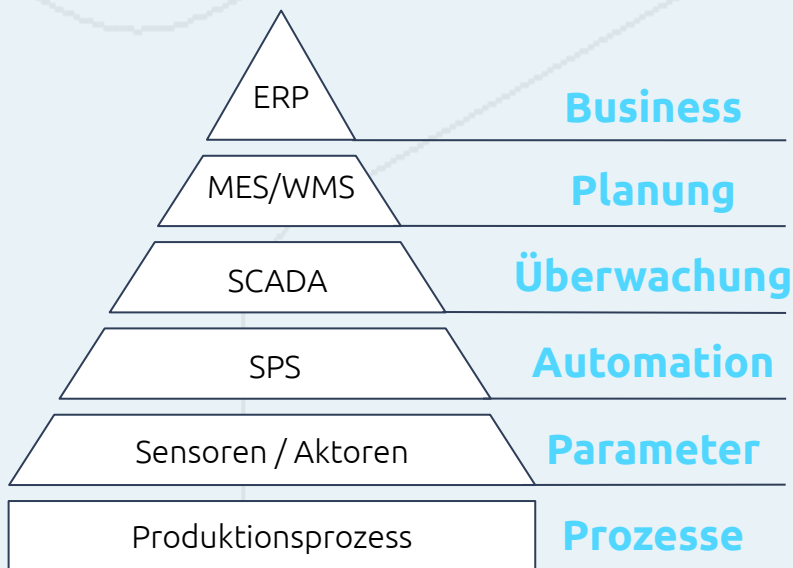 ERP
Business
MES/WMS
Planung
SCADA
Überwachung
SPS
Automation
Sensoren / Aktoren
Parameter
Produktionsprozess
Prozesse